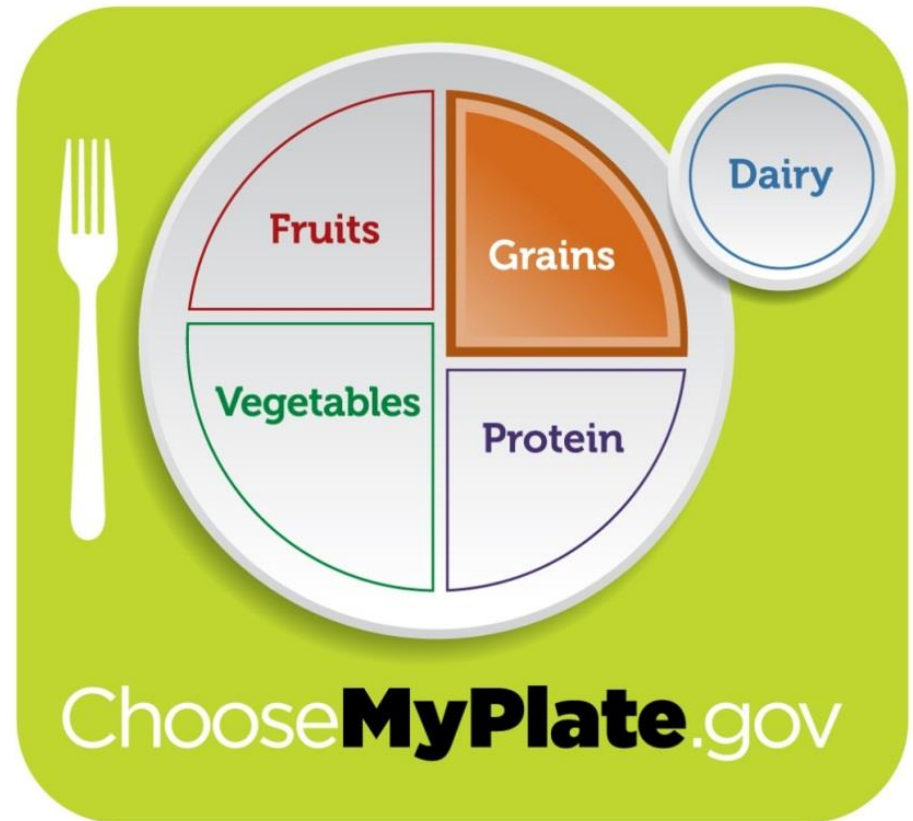 Fruits
Grains
Dairy
Vegetables
Protein
ChooseMyPlate.gov